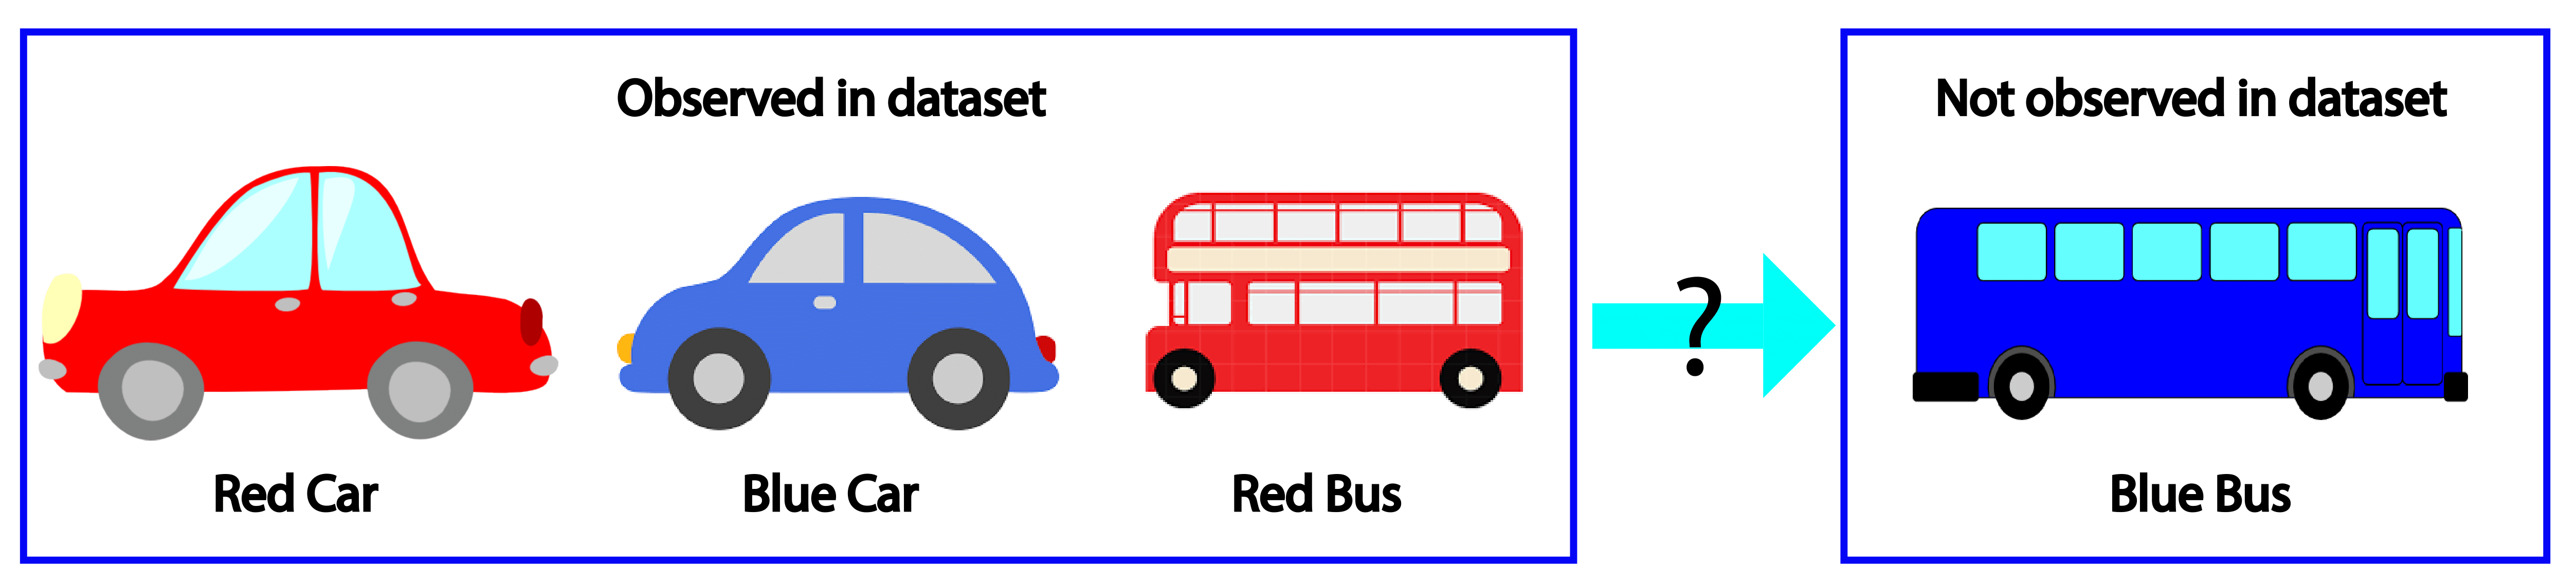 Observed in dataset
Red Car
Blue Car
Red Bus
?
Not observed in dataset
Blue Bus